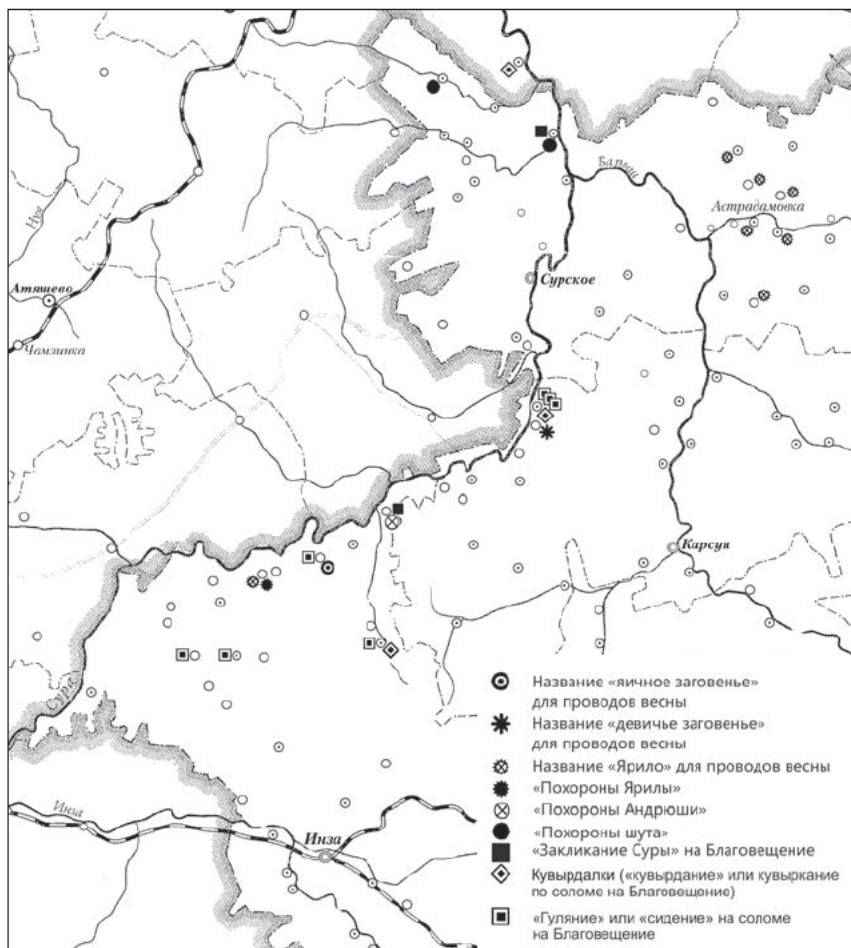 Нуя
Барыш
Астрадамовка
Атяшево
Сурское
Чамзинка
Карсун
Сура
Инза
Инза
Название «яичное заговенье»
для проводов весны
Название «девичье заговенье»
для проводов весны
Название «Ярило» для проводов весны
«Похороны Ярилы»
«Похороны Андрюши»
«Похороны шута»
«Закликание Суры» на Благовещение
Кувырдалки («кувырдание» или кувыркание
по соломе на Благовещение)
«Гуляние» или «сидение» на соломе
на Благовещение